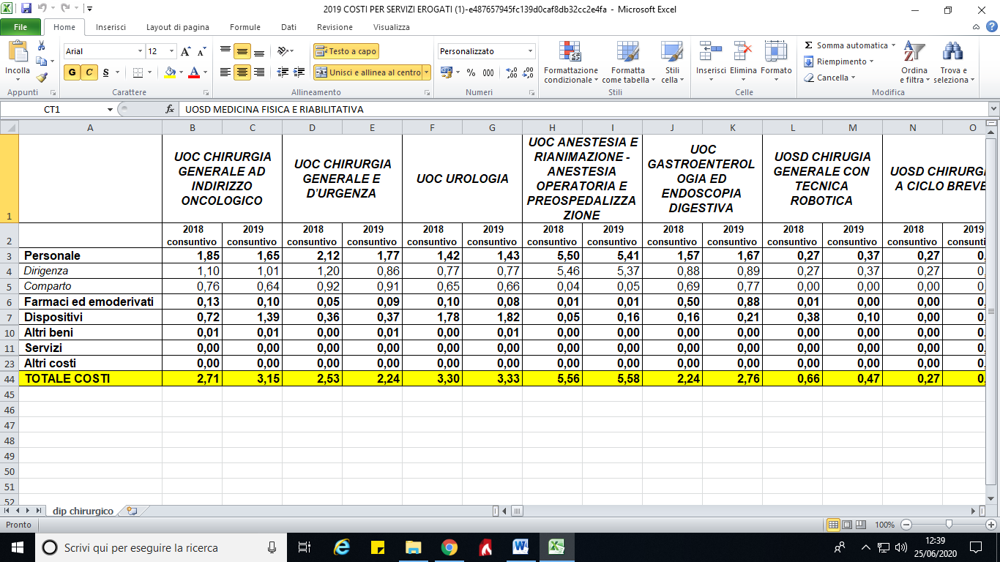 2019 COSTI PER SERVIZI EROGATI (1)-e487657945fc139d0caf8db32cc2e4fa - Microsoft Excel
File Home Inserisci Layout di pagina Formule Dati Revisione Visualizza
Incolla
Appunti
Arial 12
G C S
Carattere
Testo a capo
Unisci e allinea al centro
Allineamento
Personalizzato
% 000
Numeri
Formattazione condizionale
Formatta come tabella
Stili cella
Stili
Inserisci Elimina Formato
Celle
Σ Somma automatica
Riempimento
Cancella
Ordina e filtra
Trova e seleziona
Modifica
CT1 fx UOSD MEDICINA FISICA E RIABILITATIVA
A B C D E F G H I J K L M N O
1
UOC CHIRURGIA
GENERALE AD
INDIRIZZO
ONCOLOGICO
UOC CHIRURGIA
GENERALE E
D'URGENZA
UOC UROLOGIA
UOC ANESTESIA E
RIANIMAZIONE -
ANESTESIA
OPERATORIA E
PREOSPEDALIZZA
ZIONE
UOC
GASTROENTEROL
OGIA ED
ENDOSCOPIA
DIGESTIVA
UOSD CHIRUGIA
GENERALE CON
TECNICA
ROBOTICA
UOSD CHIRURG
A CICLO BREVE
2
2018 2019 2018 2019 2018 2019 2018 2019 2018 2019 2018 2019 2018 2019
consuntivo consuntivo consuntivo consuntivo consuntivo consuntivo consuntivo consuntivo consuntivo consuntivo consuntivo consuntivo consuntivo consunti
3 Personale 1,85 1,65 2,12 1,77 1,42 1,43 5,50 5,41 1,57 1,67 0,27 0,37 0,27 0,
4 Dirigenza 1,10 1,01 1,20 0,86 0,77 0,77 5,46 5,37 0,88 0,89 0,27 0,37 0,27 0,
5 Comparto 0,76 0,64 0,92 0,91 0,65 0,66 0,04 0,05 0,69 0,77 0,00 0,00 0,00 0,
6 Farmaci ed emoderivati 0,13 0,10 0,05 0,09 0,10 0,08 0,01 0,01 0,50 0,88 0,01 0,00 0,00 0,
7 Dispositivi 0,72 1,39 0,36 0,37 1,78 1,82 0,05 0,16 0,16 0,21 0,38 0,10 0,00 0,
10 Altri beni 0,01 0,01 0,00 0,01 0,00 0,01 0,00 0,00 0,00 0,00 0,00 0,00 0,00 0,
11 Servizi 0,00 0,00 0,00 0,00 0,00 0,00 0,00 0,00 0,00 0,00 0,00 0,00 0,00 0,
23 Altri costi 0,00 0,00 0,00 0,00 0,00 0,00 0,00 0,00 0,00 0,00 0,00 0,00 0,00 0,
44 TOTALE COSTI 2,71 3,15 2,53 2,24 3,30 3,33 5,56 5,58 2,24 2,76 0,66 0,47 0,27 0,
45
46
47
48
49
50
51
52
dip chirurgico
Pronto 100%
Scrivi qui per eseguire la ricerca
12:39
25/06/2020